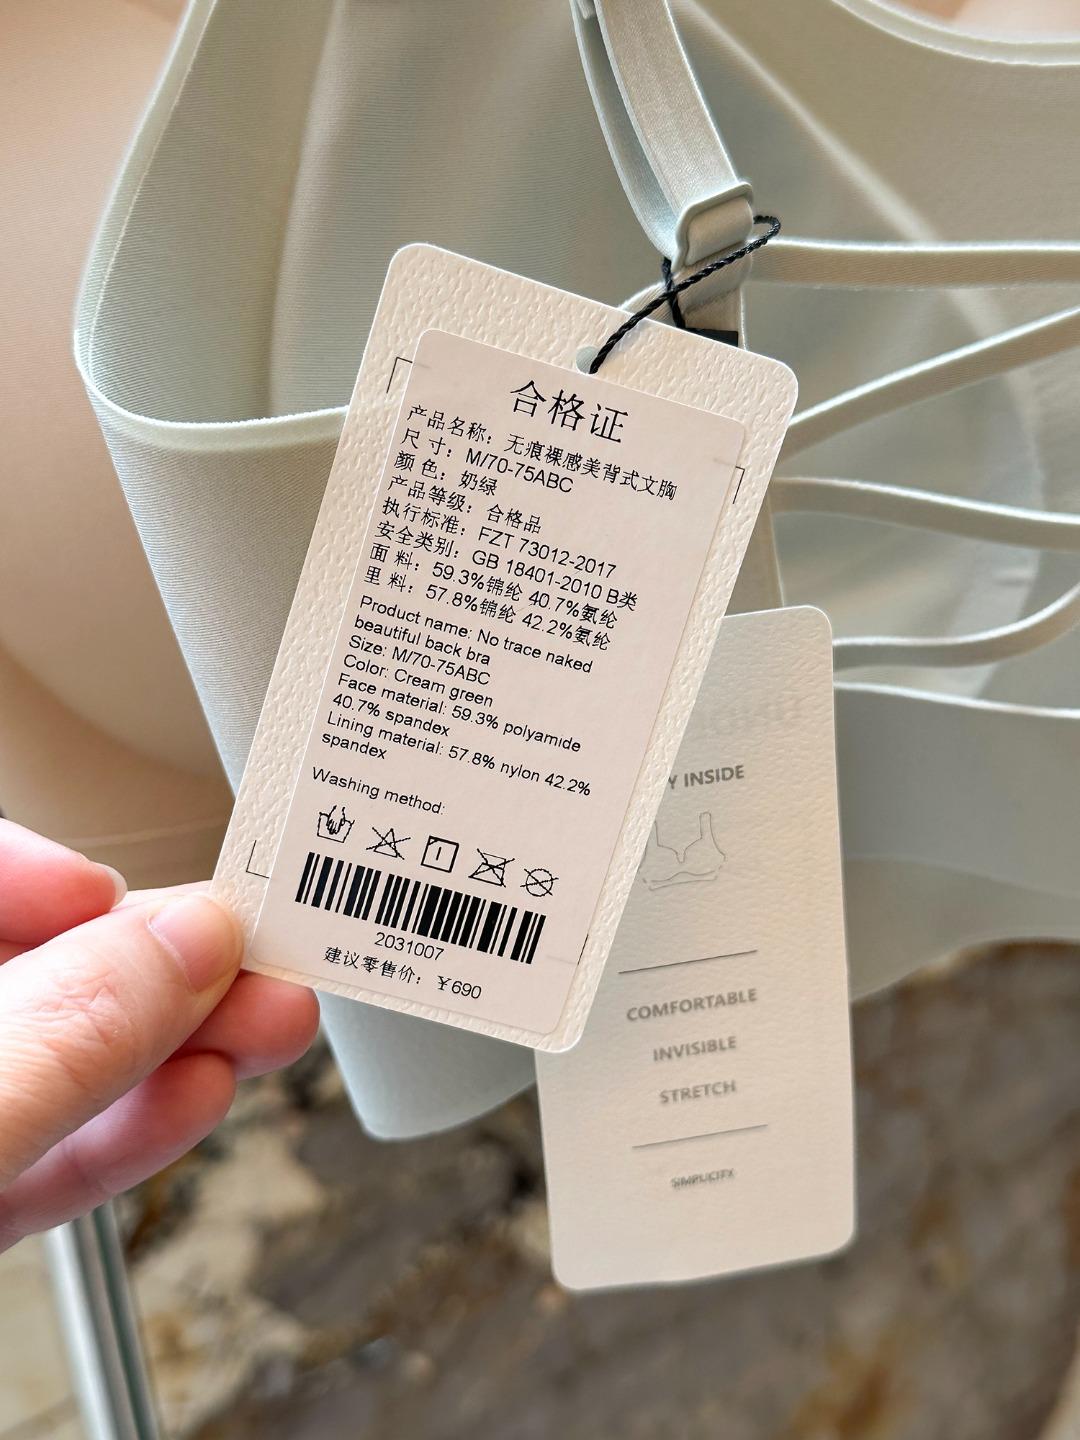 合格证
产品名称：无痕裸感美背式文胸
尺 寸：M/70-75ABC
颜 色：奶绿
产品等级：合格品
执行标准：FZT 73012-2017
安全类别：GB 18401-2010 B类
面 料：59.3%锦纶 40.7%氨纶
里 料：57.8%锦纶 42.2%氨纶
Product name: No trace naked
beautiful back bra
Size: M/70-75ABC
Color: Cream green
Face material: 59.3% polyamide
40.7% spandex
Lining material: 57.8% nylon 42.2%
spandex
Washing method:
2031007
建议零售价：￥690
Y INSIDE
COMFORTABLE
INVISIBLE
STRETCH
SIMPLICITY